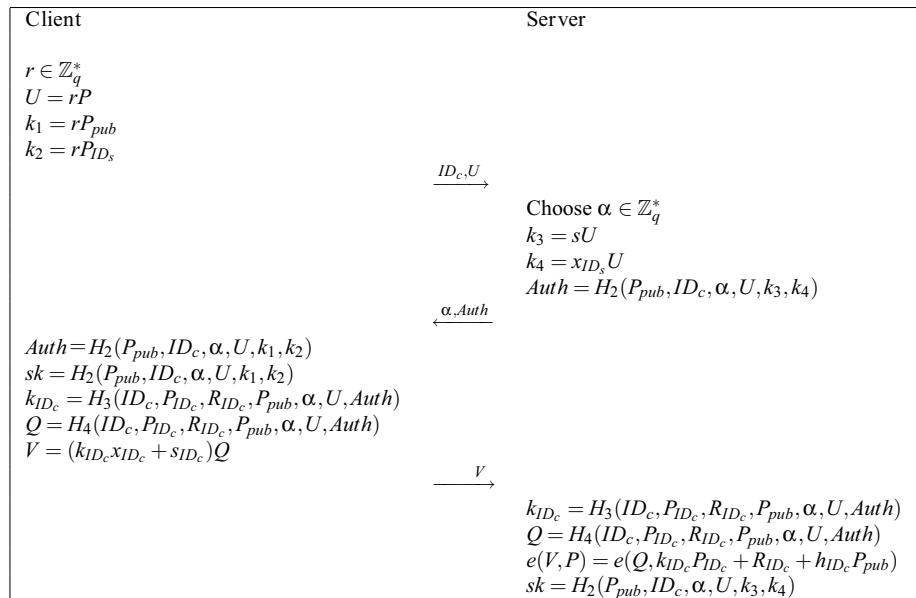 Client Server
r ∈ ℤ*_q
U = rP
k₁ = rP_pub
k₂ = rP_{ID_s}
ID_c, U
Choose α ∈ ℤ*_q
k₃ = sU
k₄ = x_{ID_s}U
Auth = H₂(P_pub, ID_c, α, U, k₃, k₄)
α, Auth
Auth = H₂(P_pub, ID_c, α, U, k₁, k₂)
sk = H₂(P_pub, ID_c, α, U, k₁, k₂)
k_{ID_c} = H₃(ID_c, P_{ID_c}, R_{ID_c}, P_pub, α, U, Auth)
Q = H₄(ID_c, P_{ID_c}, R_{ID_c}, P_pub, α, U, Auth)
V = (k_{ID_c}x_{ID_c} + s_{ID_c})Q
V
k_{ID_c} = H₃(ID_c, P_{ID_c}, R_{ID_c}, P_pub, α, U, Auth)
Q = H₄(ID_c, P_{ID_c}, R_{ID_c}, P_pub, α, U, Auth)
e(V, P) = e(Q, k_{ID_c}P_{ID_c} + R_{ID_c} + h_{ID_c}P_pub)
sk = H₂(P_pub, ID_c, α, U, k₃, k₄)